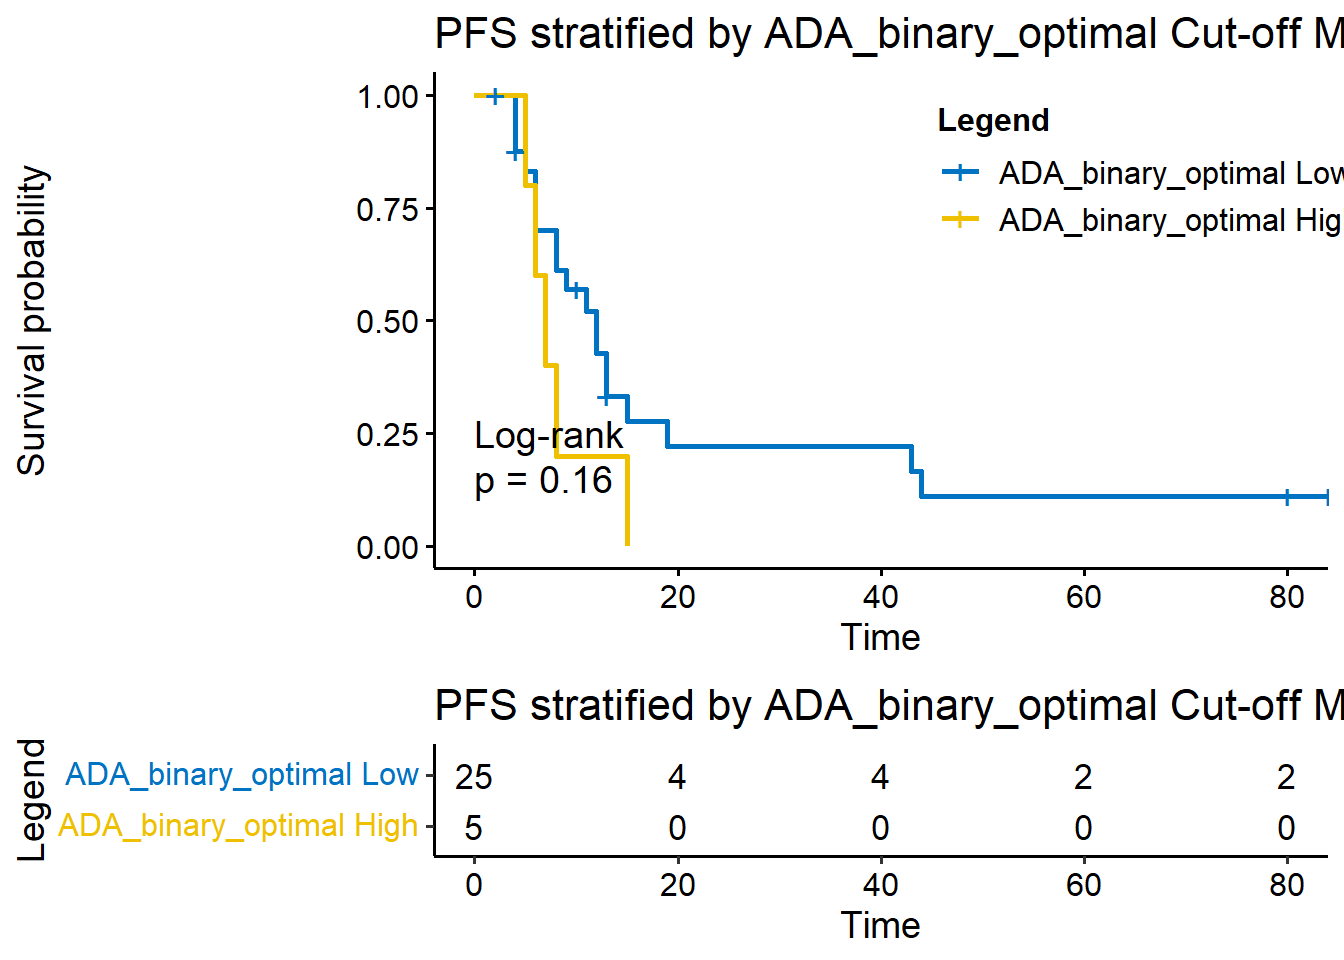 PFS stratified by ADA_binary_optimal Cut-off M
Survival probability
1.00
0.75
0.50
0.25
0.00
Legend
ADA_binary_optimal Low
ADA_binary_optimal Hig
Log-rank
p = 0.16
0 20 40 60 80
Time
PFS stratified by ADA_binary_optimal Cut-off M
Legend
ADA_binary_optimal Low 25 4 4 2 2
ADA_binary_optimal High 5 0 0 0 0
0 20 40 60 80
Time